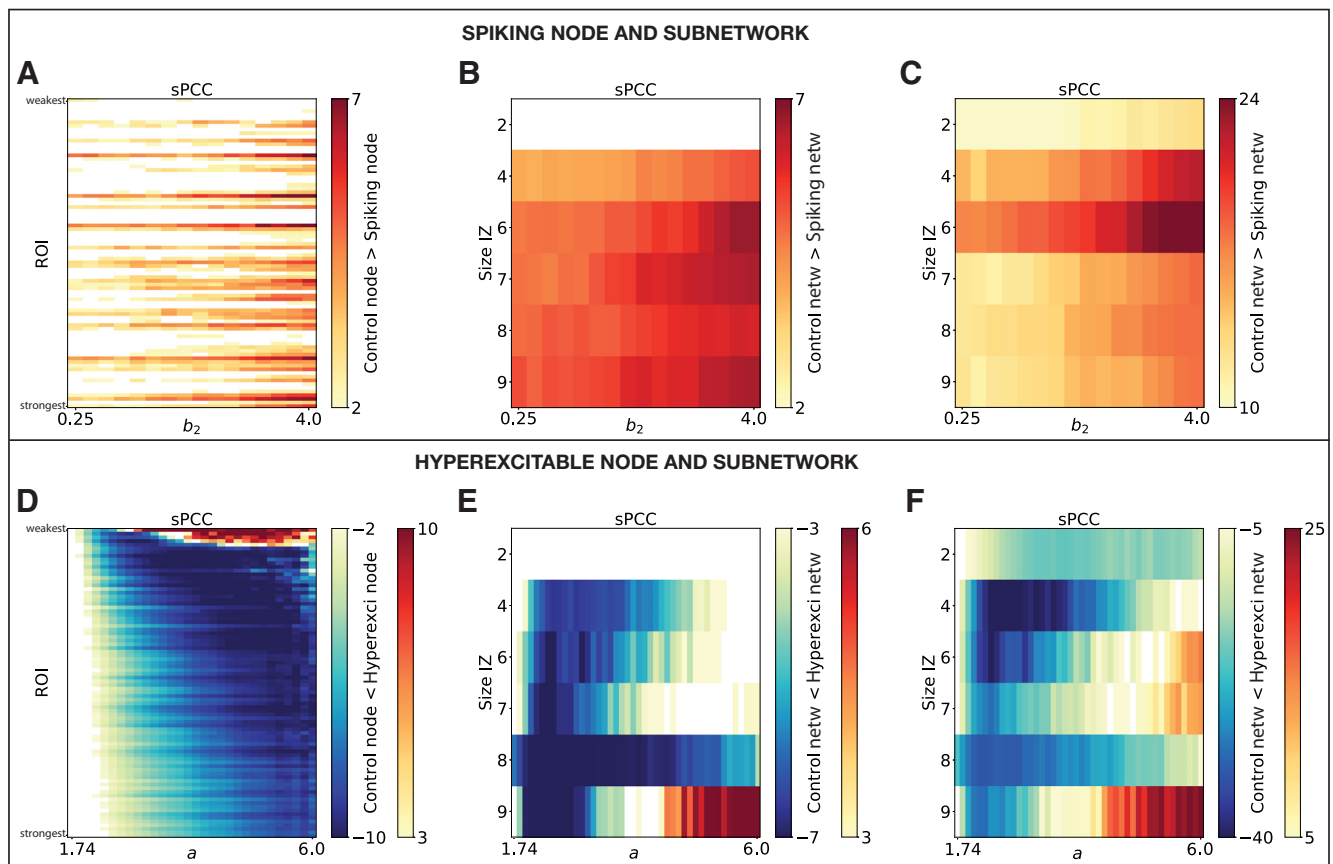 SPIKING NODE AND SUBNETWORK
A
sPCC
weakest
ROI
strongest
0.25
b₂
4.0
7
2
Control node > Spiking node
B
sPCC
2
4
6
7
8
9
Size IZ
0.25
b₂
4.0
7
2
Control netw > Spiking netw
C
sPCC
2
4
6
7
8
9
Size IZ
0.25
b₂
4.0
24
10
Control netw > Spiking netw
HYPEREXCITABLE NODE AND SUBNETWORK
D
sPCC
weakest
ROI
strongest
1.74
a
6.0
−2
−10
Control node < Hyperexci node
10
3
E
sPCC
2
4
6
7
8
9
Size IZ
1.74
a
6.0
−3
−7
Control netw < Hyperexci netw
6
3
F
sPCC
2
4
6
7
8
9
Size IZ
1.74
a
6.0
−5
−40
Control netw < Hyperexci netw
25
5